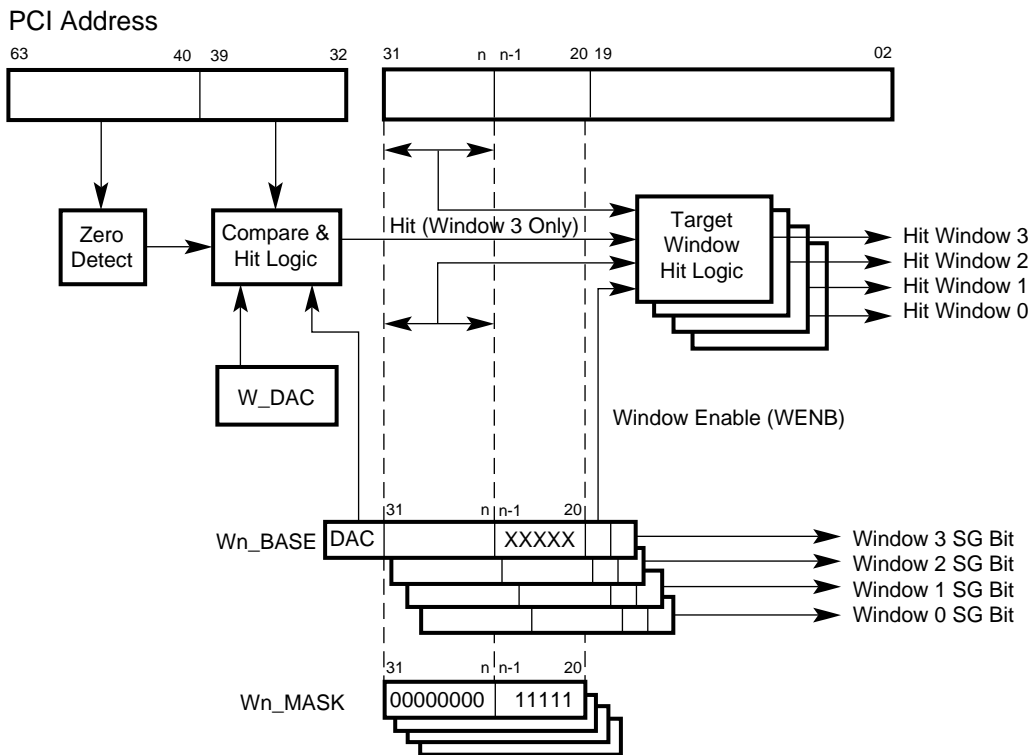 PCI Address
63 40 39 32 31 n n-1 20 19 02
Zero
Detect
Compare &
Hit Logic
Hit (Window 3 Only)
Target
Window
Hit Logic
Hit Window 3
Hit Window 2
Hit Window 1
Hit Window 0
W_DAC
Window Enable (WENB)
31 n n-1 20
Wn_BASE DAC XXXXX
Window 3 SG Bit
Window 2 SG Bit
Window 1 SG Bit
Window 0 SG Bit
31 n n-1 20
Wn_MASK 00000000 11111